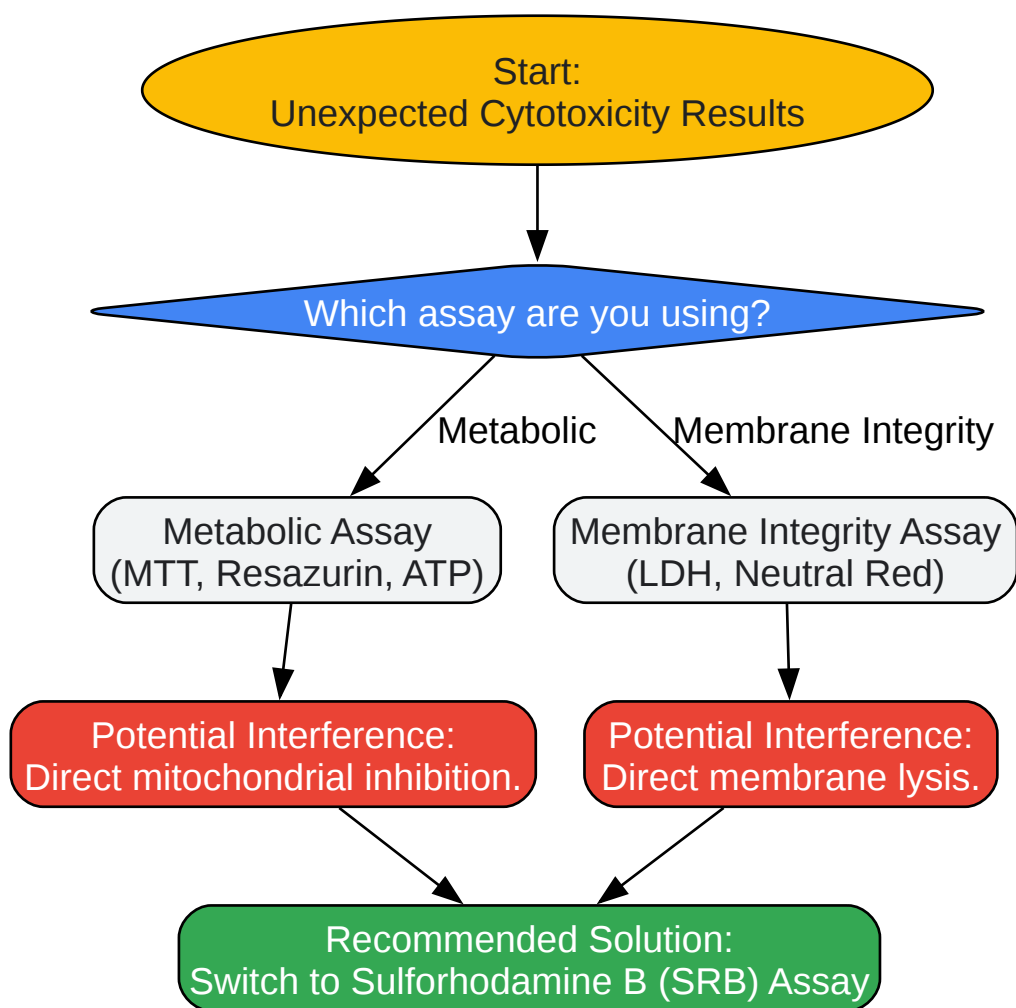 Start:
Unexpected Cytotoxicity Results
Which assay are you using?
Metabolic
Membrane Integrity
Metabolic Assay
(MTT, Resazurin, ATP)
Membrane Integrity Assay
(LDH, Neutral Red)
Potential Interference:
Direct mitochondrial inhibition.
Potential Interference:
Direct membrane lysis.
Recommended Solution:
Switch to Sulforhodamine B (SRB) Assay